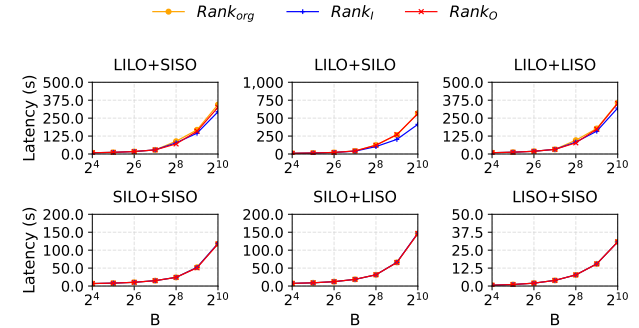 Rank_org Rank_I Rank_O
LILO+SISO LILO+SILO LILO+LISO
Latency (s)
500.0 1,000 500.0
375.0 750 375.0
250.0 500 250.0
125.0 250 125.0
0.0 0.0 0.0
2^4 2^6 2^8 2^10 2^4 2^6 2^8 2^10 2^4 2^6 2^8 2^10
SILO+SISO SILO+LISO LISO+SISO
Latency (s)
200.0 200.0 50.0
150.0 150.0 37.5
100.0 100.0 25.0
50.0 50.0 12.5
0.0 0.0 0.0
2^4 2^6 2^8 2^10 2^4 2^6 2^8 2^10 2^4 2^6 2^8 2^10
B B B